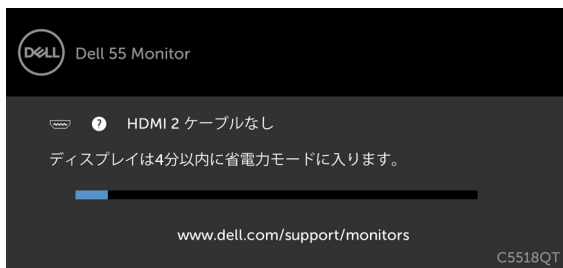 DELL
Dell 55 Monitor
? HDMI 2 ケーブルなし
ディスプレイは4分以内に省電力モードに入ります。
www.dell.com/support/monitors
C5518QT